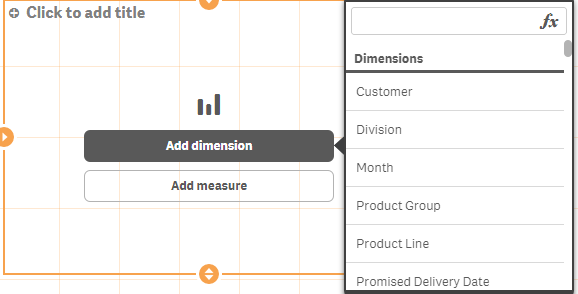 Click to add title
fx
Dimensions
Customer
Division
Month
Product Group
Product Line
Promised Delivery Date
Add dimension
Add measure